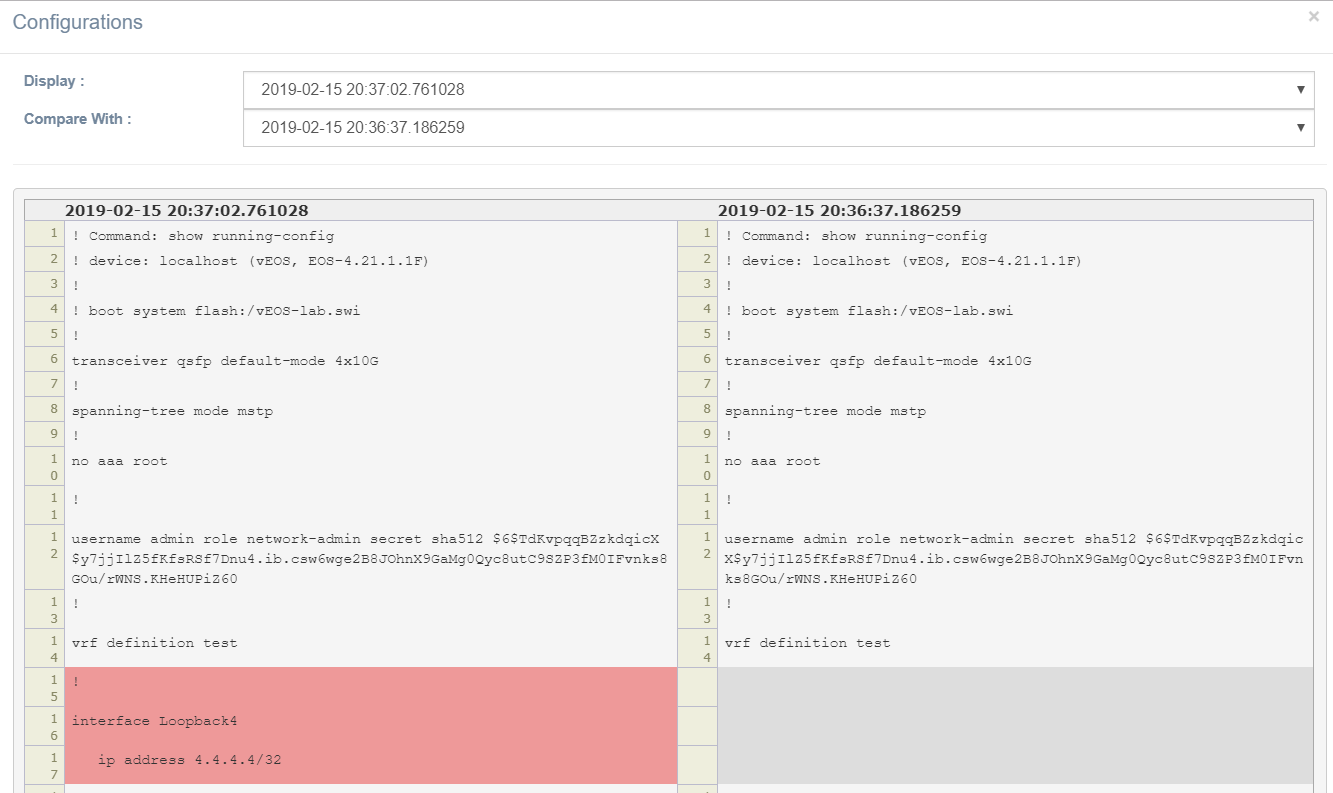 Configurations
×
Display :
2019-02-15 20:37:02.761028
Compare With :
2019-02-15 20:36:37.186259
2019-02-15 20:37:02.761028
1 ! Command: show running-config
2 ! device: localhost (vEOS, EOS-4.21.1.1F)
3 !
4 ! boot system flash:/vEOS-lab.swi
5 !
6 transceiver qsfp default-mode 4x10G
7 !
8 spanning-tree mode mstp
9 !
10 no aaa root
11 !
12 username admin role network-admin secret sha512 $6$TdKvpqqBZzkdqicX
$y7jjIlZ5fKfsRSf7Dnu4.ib.csw6wge2B8JOhnX9GaMg0Qyc8utC9SZP3fM0IFvnks8
GOu/rWNS.KHeHUPiZ60
13 !
14 vrf definition test
15 !
16 interface Loopback4
17 ip address 4.4.4.4/32
2019-02-15 20:36:37.186259
1 ! Command: show running-config
2 ! device: localhost (vEOS, EOS-4.21.1.1F)
3 !
4 ! boot system flash:/vEOS-lab.swi
5 !
6 transceiver qsfp default-mode 4x10G
7 !
8 spanning-tree mode mstp
9 !
10 no aaa root
11 !
12 username admin role network-admin secret sha512 $6$TdKvpqqBZzkdqic
X$y7jjIlZ5fKfsRSf7Dnu4.ib.csw6wge2B8JOhnX9GaMg0Qyc8utC9SZP3fM0IFvn
ks8GOu/rWNS.KHeHUPiZ60
13 !
14 vrf definition test